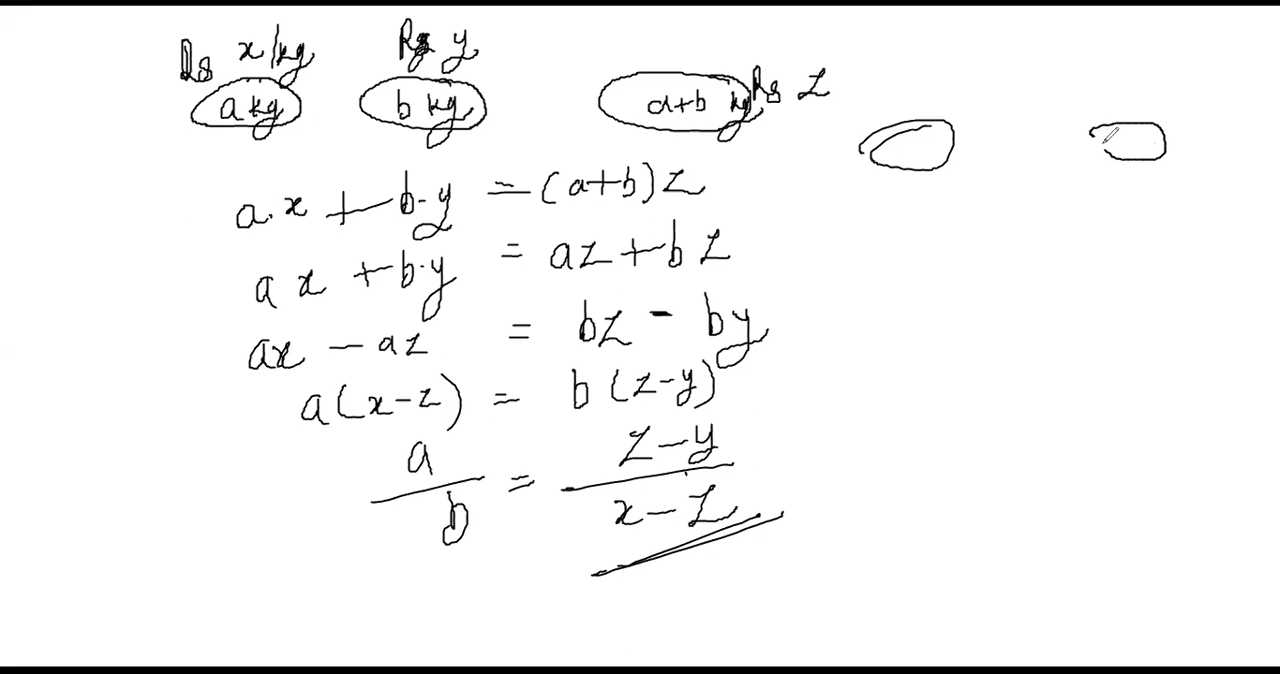 Rs x/kg Rs y
a kg b kg a+b kg Rs z
a.x + b.y = (a+b) z
ax + b.y = az + bz
ax - az = bz - by
a(x-z) = b(z-y)
a z-y
=
b x-z